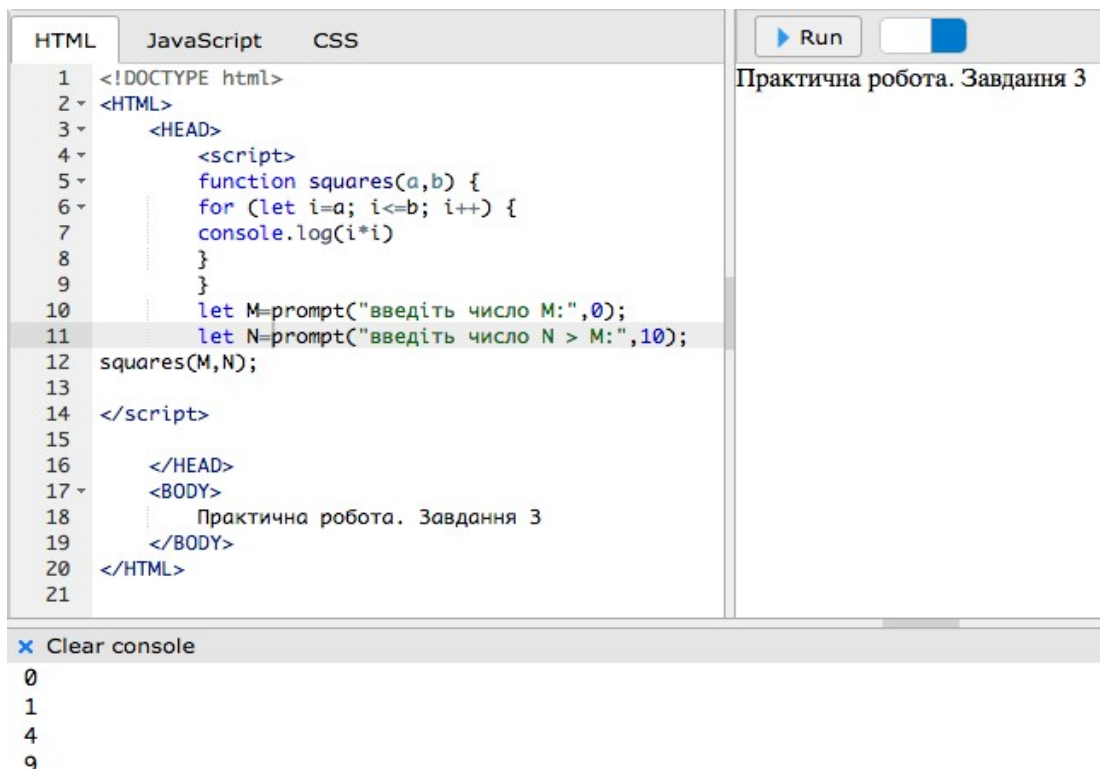 HTML JavaScript CSS
1 <!DOCTYPE html>
2 <HTML>
3 <HEAD>
4 <script>
5 function squares(a,b) {
6 for (let i=a; i<=b; i++) {
7 console.log(i*i)
8 }
9 }
10 let M=prompt("введіть число M:",0);
11 let N=prompt("введіть число N > M:",10);
12 squares(M,N);
13
14 </script>
15
16 </HEAD>
17 <BODY>
18 Практична робота. Завдання 3
19 </BODY>
20 </HTML>
21
Run
Практична робота. Завдання 3
Clear console
0
1
4
9